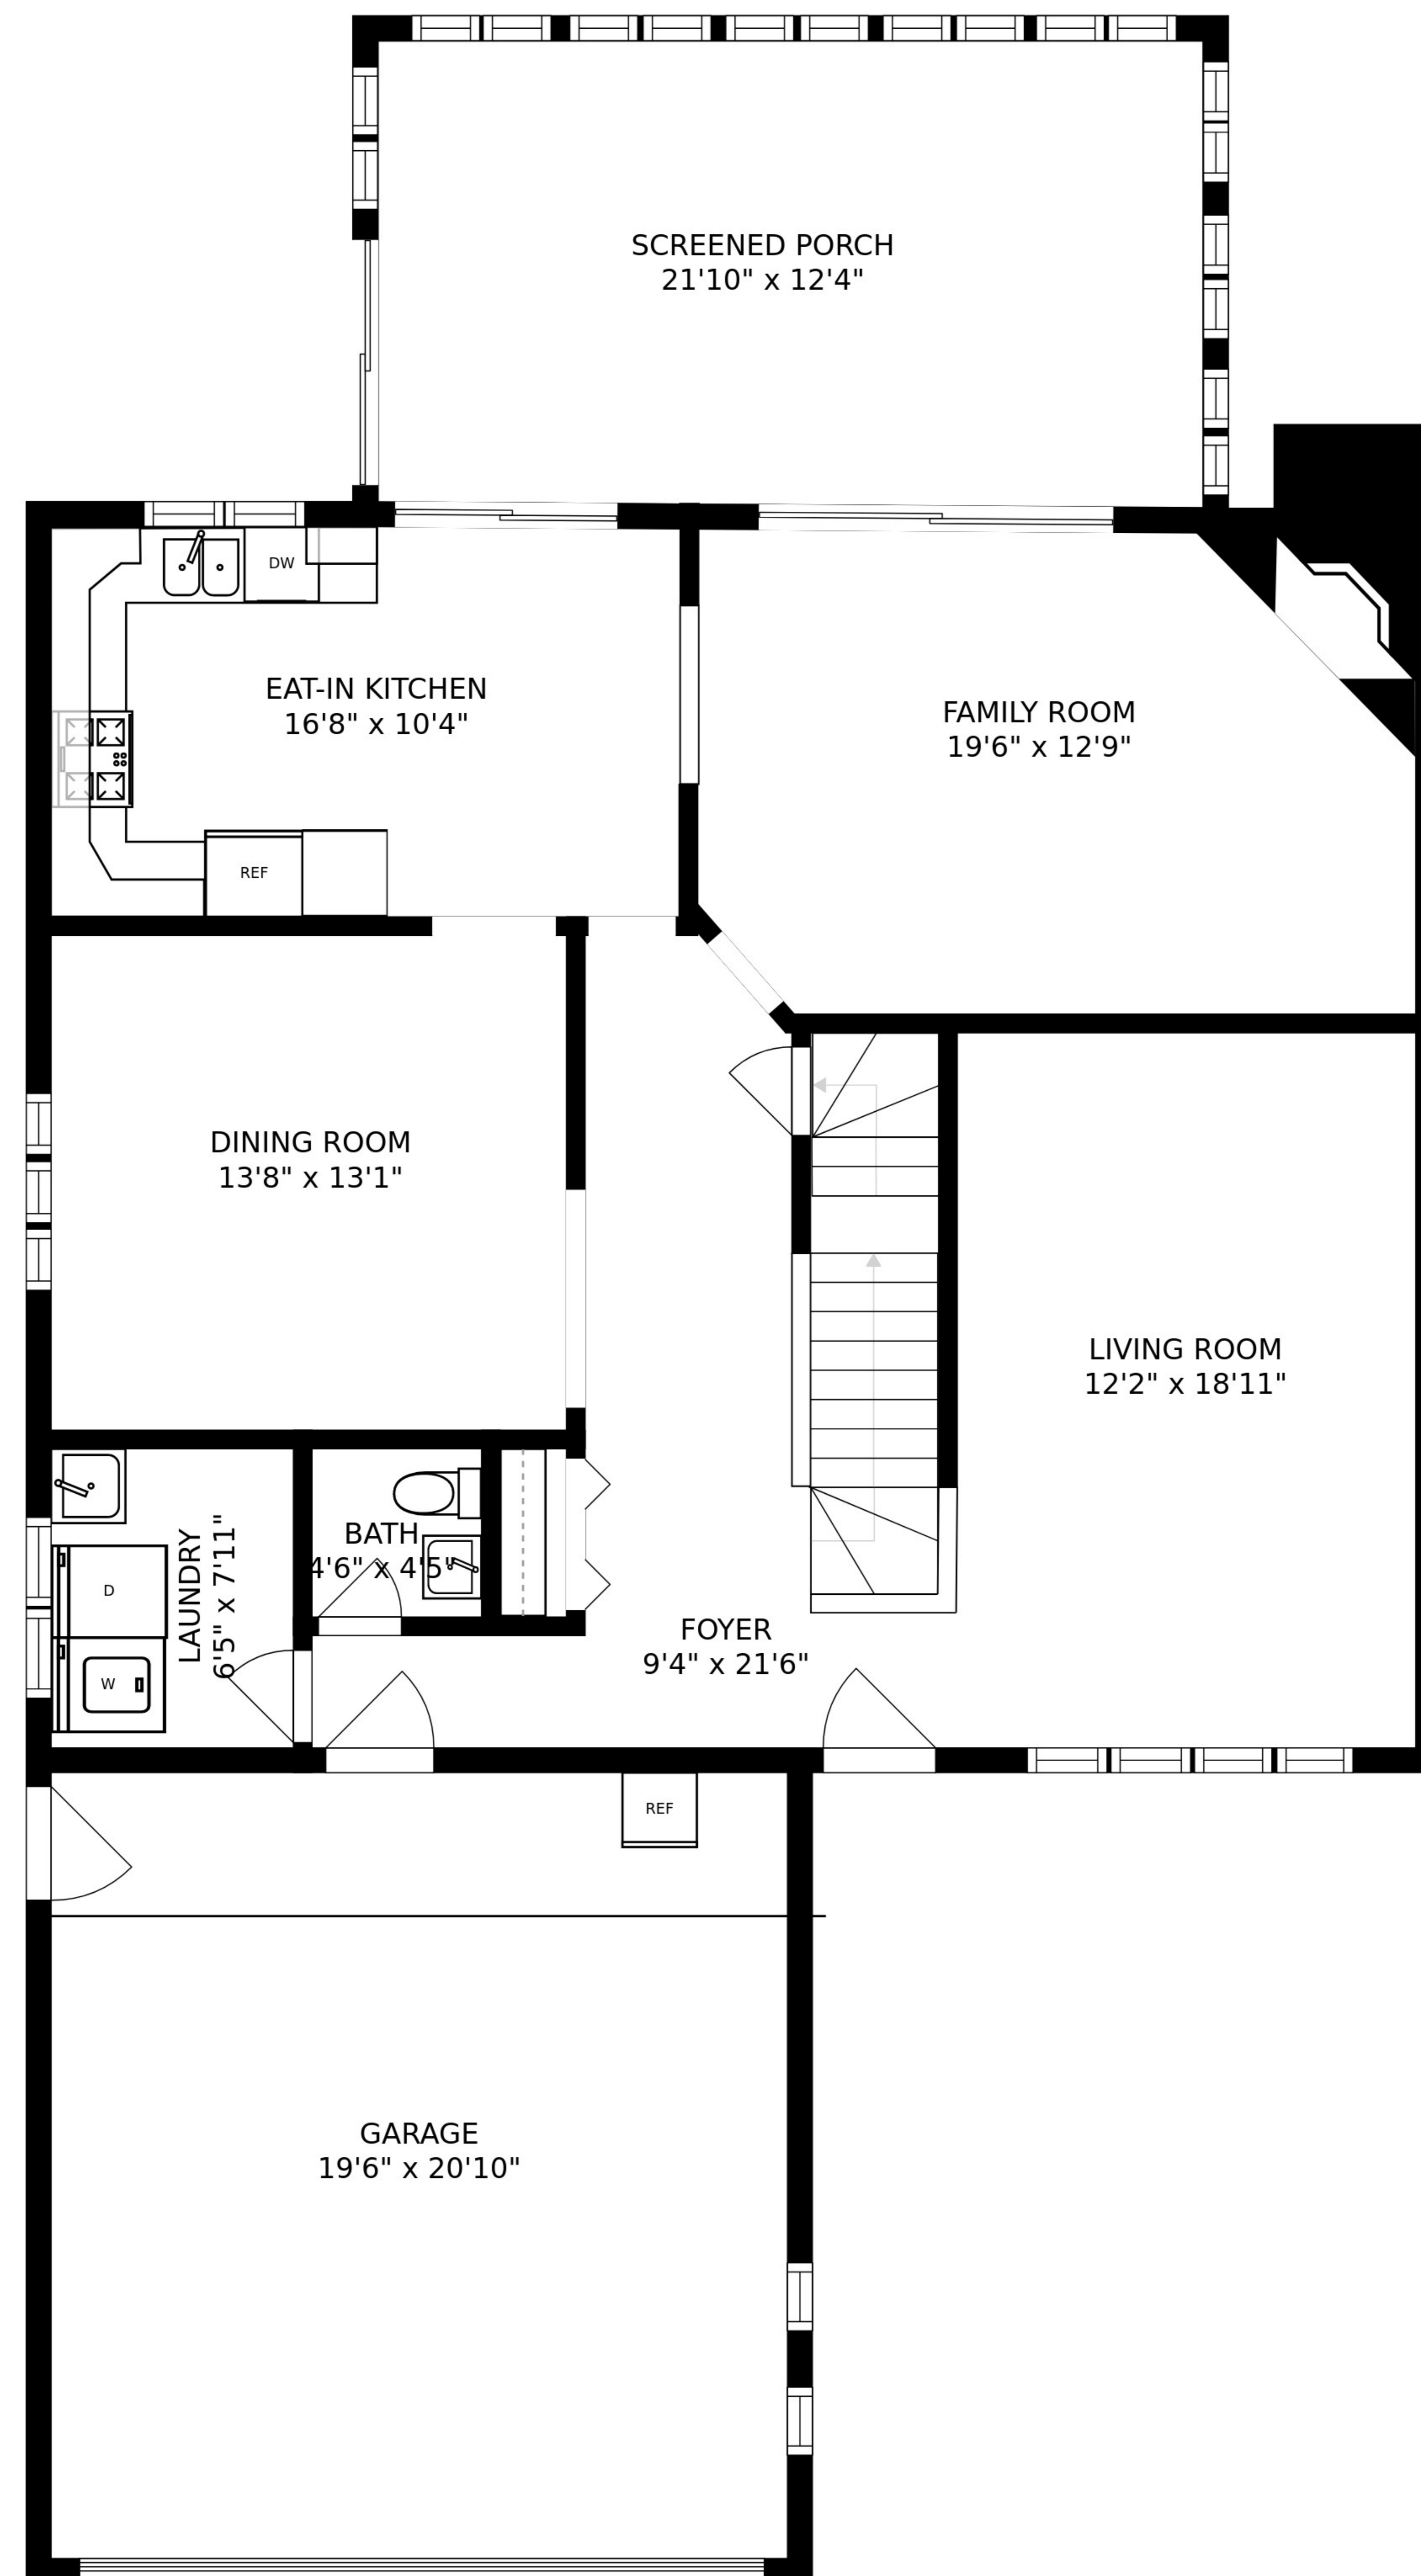 SCREENED PORCH
21'10" x 12'4"
DW
EAT-IN KITCHEN
16'8" x 10'4"
FAMILY ROOM
19'6" x 12'9"
REF
DINING ROOM
13'8" x 13'1"
LIVING ROOM
12'2" x 18'11"
BATH
4'6" x 4'5"
LAUNDRY
6'5" x 7'11"
D
W
FOYER
9'4" x 21'6"
REF
GARAGE
19'6" x 20'10"